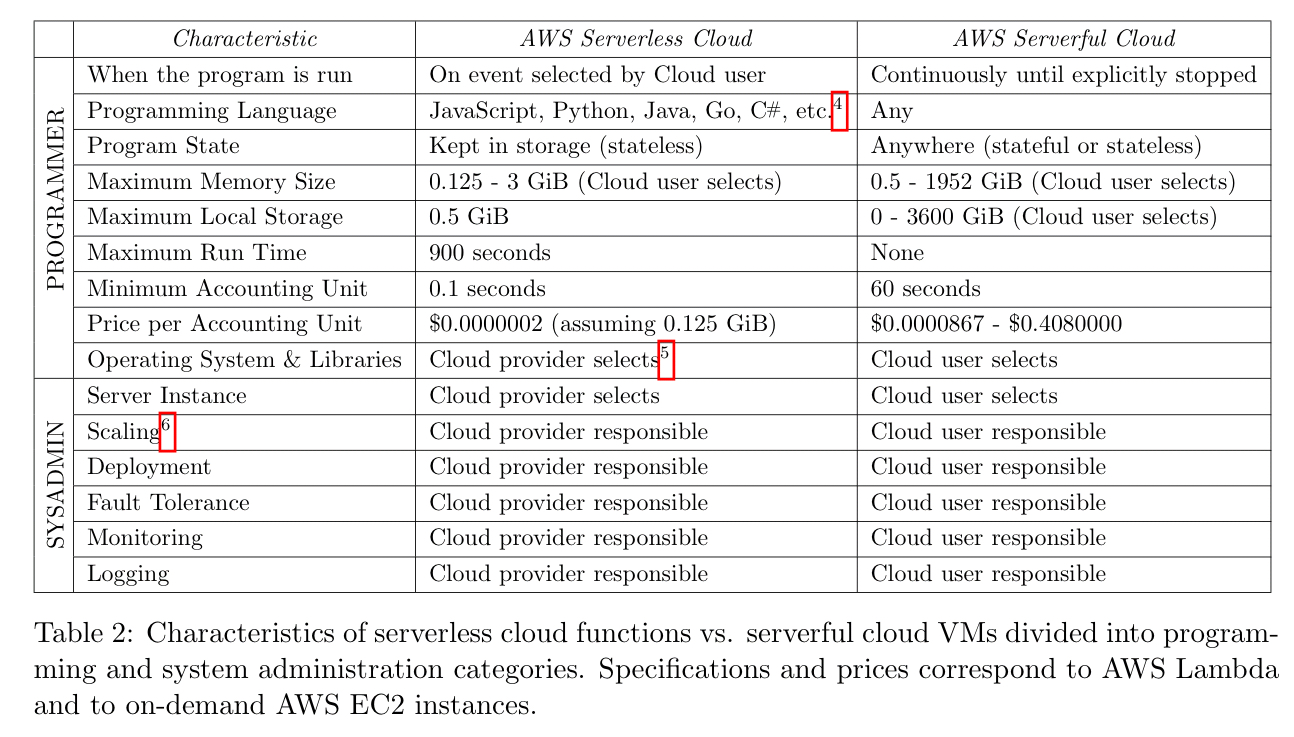 Characteristic AWS Serverless Cloud AWS Serverful Cloud
PROGRAMMER
When the program is run On event selected by Cloud user Continuously until explicitly stopped
Programming Language JavaScript, Python, Java, Go, C#, etc.4 Any
Program State Kept in storage (stateless) Anywhere (stateful or stateless)
Maximum Memory Size 0.125 - 3 GiB (Cloud user selects) 0.5 - 1952 GiB (Cloud user selects)
Maximum Local Storage 0.5 GiB 0 - 3600 GiB (Cloud user selects)
Maximum Run Time 900 seconds None
Minimum Accounting Unit 0.1 seconds 60 seconds
Price per Accounting Unit $0.0000002 (assuming 0.125 GiB) $0.0000867 - $0.4080000
Operating System & Libraries Cloud provider selects5 Cloud user selects
SYSADMIN
Server Instance Cloud provider selects Cloud user selects
Scaling6 Cloud provider responsible Cloud user responsible
Deployment Cloud provider responsible Cloud user responsible
Fault Tolerance Cloud provider responsible Cloud user responsible
Monitoring Cloud provider responsible Cloud user responsible
Logging Cloud provider responsible Cloud user responsible
Table 2: Characteristics of serverless cloud functions vs. serverful cloud VMs divided into program-
ming and system administration categories. Specifications and prices correspond to AWS Lambda
and to on-demand AWS EC2 instances.